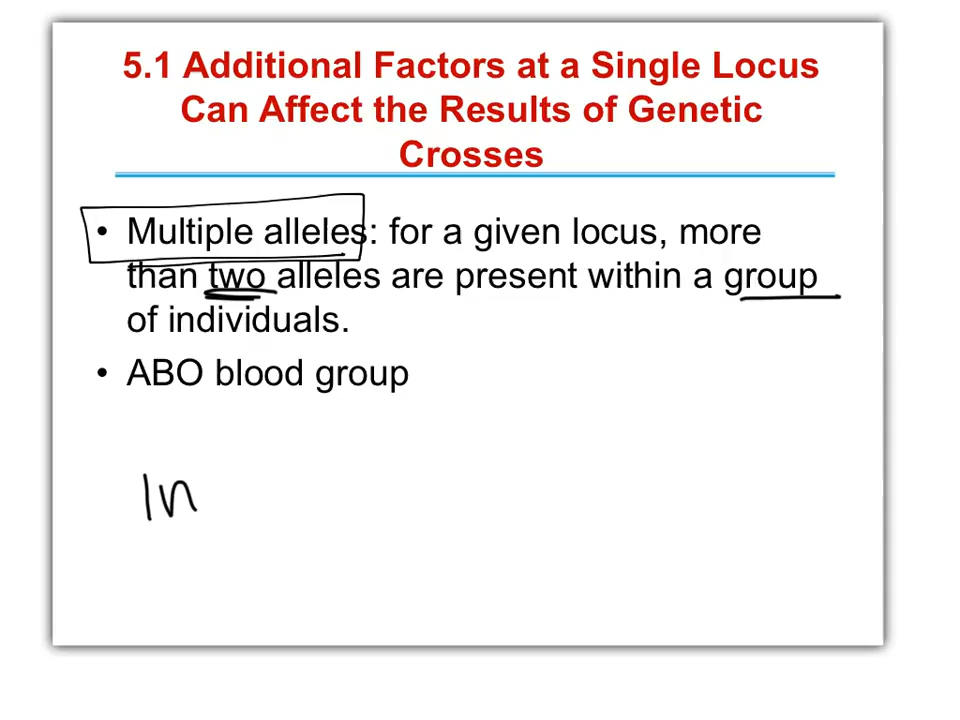 5.1 Additional Factors at a Single Locus
Can Affect the Results of Genetic
Crosses
• Multiple alleles: for a given locus, more
than two alleles are present within a group
of individuals.
• ABO blood group
In